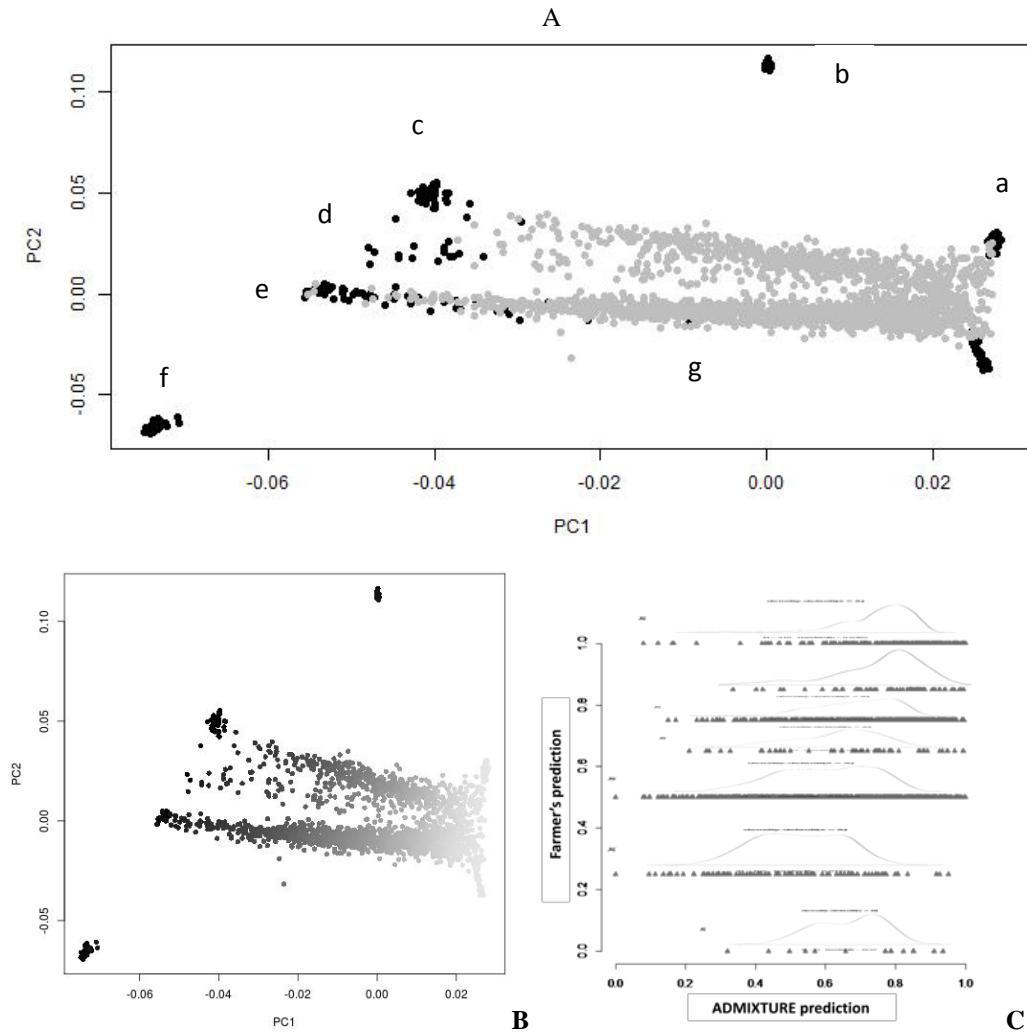 A
b
c
a
d
e
f
g
PC2
0.10
0.05
0.00
-0.05
-0.06 -0.04 -0.02 0.00 0.02
PC1
PC2
0.10
0.05
0.00
-0.05
-0.06 -0.04 -0.02 0.00 0.02
PC1
B
Farmer's prediction
1.0
0.8
0.6
0.4
0.2
0.0
0.0 0.2 0.4 0.6 0.8 1.0
ADMIXTURE prediction
C